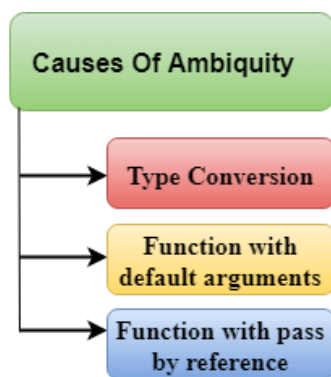 Causes Of Ambiquity
Type Conversion
Function with
default arguments
Function with pass
by reference